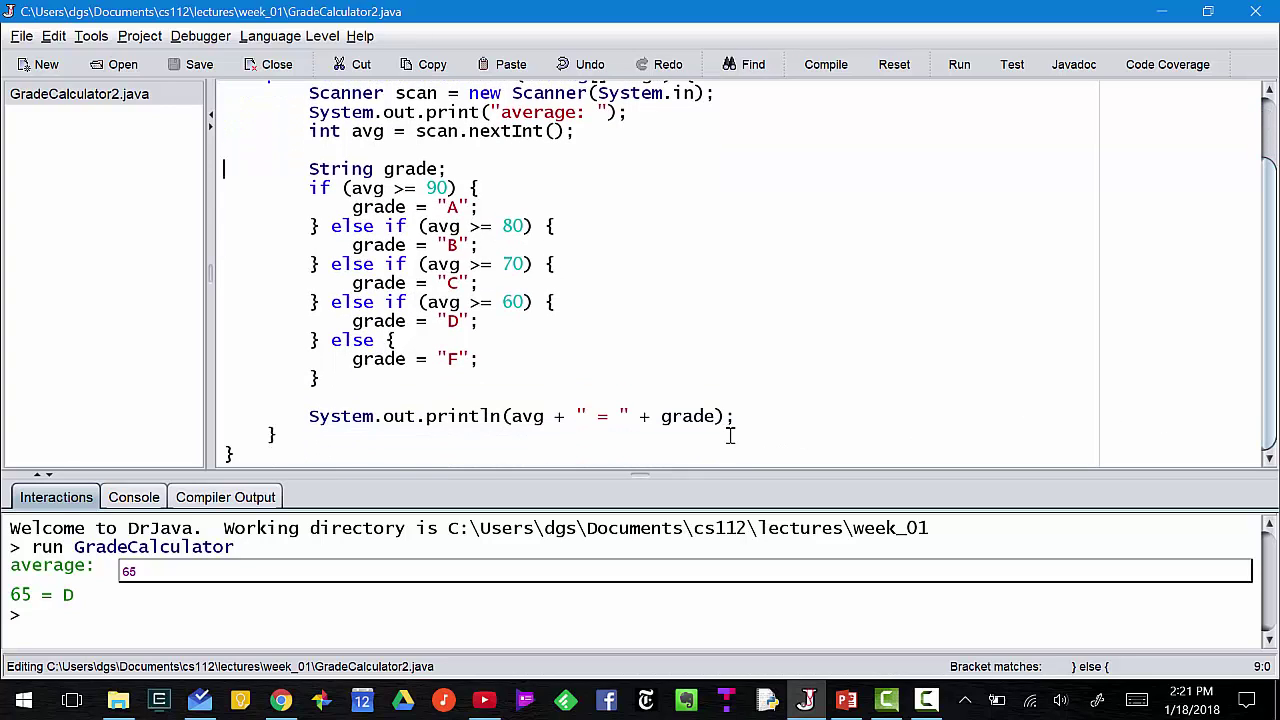 C:\Users\dgs\Documents\cs112\lectures\week_01\GradeCalculator2.java
File Edit Tools Project Debugger Language Level Help
New Open Save Close Cut Copy Paste Undo Redo Find Compile Reset Run Test Javadoc Code Coverage
GradeCalculator2.java
Scanner scan = new Scanner(System.in);
System.out.print("average: ");
int avg = scan.nextInt();
String grade;
if (avg >= 90) {
grade = "A";
} else if (avg >= 80) {
grade = "B";
} else if (avg >= 70) {
grade = "C";
} else if (avg >= 60) {
grade = "D";
} else {
grade = "F";
}
System.out.println(avg + " = " + grade);
}
}
Interactions Console Compiler Output
Welcome to DrJava. Working directory is C:\Users\dgs\Documents\cs112\lectures\week_01
> run GradeCalculator
average: 65
65 = D
>
Editing C:\Users\dgs\Documents\cs112\lectures\week_01\GradeCalculator2.java Bracket matches: } else { 9:0
2:21 PM
1/18/2018